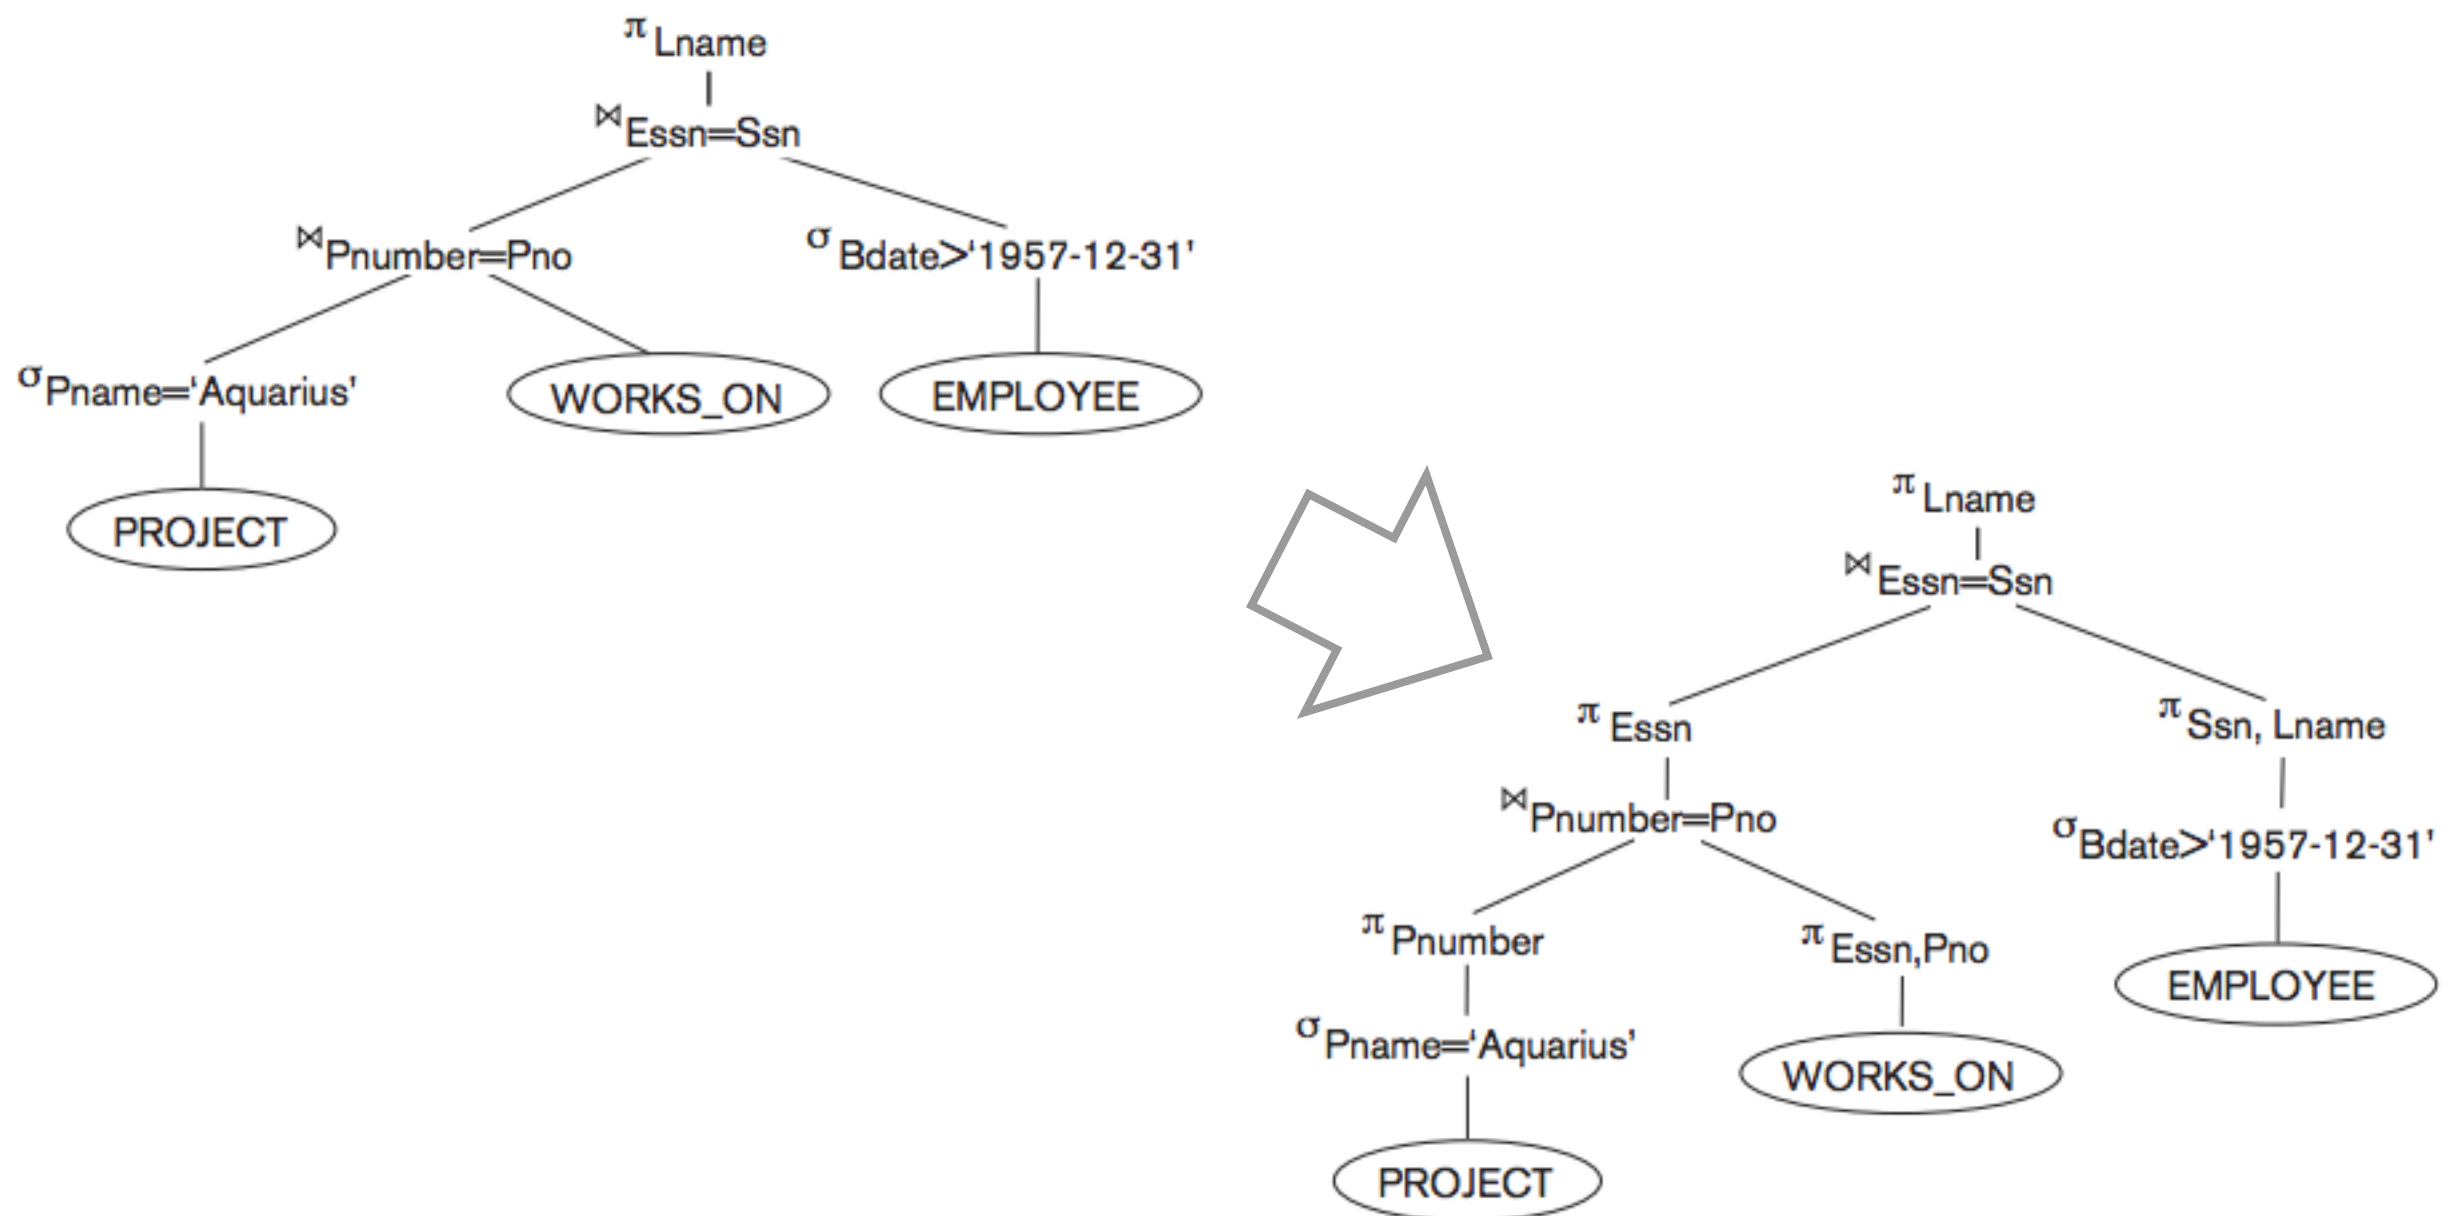 π Lname
⋈ Essn=Ssn
⋈ Pnumber=Pno
σ Bdate>‘1957-12-31’
σ Pname=‘Aquarius’
WORKS_ON
EMPLOYEE
PROJECT
π Lname
⋈ Essn=Ssn
π Essn
π Ssn, Lname
⋈ Pnumber=Pno
σ Bdate>‘1957-12-31’
π Pnumber
π Essn,Pno
EMPLOYEE
σ Pname=‘Aquarius’
WORKS_ON
PROJECT